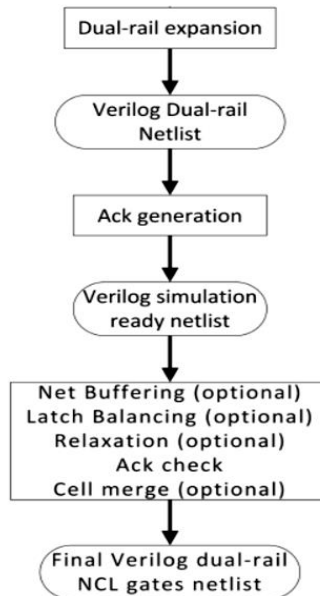 Dual-rail expansion
Verilog Dual-rail
Netlist
Ack generation
Verilog simulation
ready netlist
Net Buffering (optional)
Latch Balancing (optional)
Relaxation (optional)
Ack check
Cell merge (optional)
Final Verilog dual-rail
NCL gates netlist